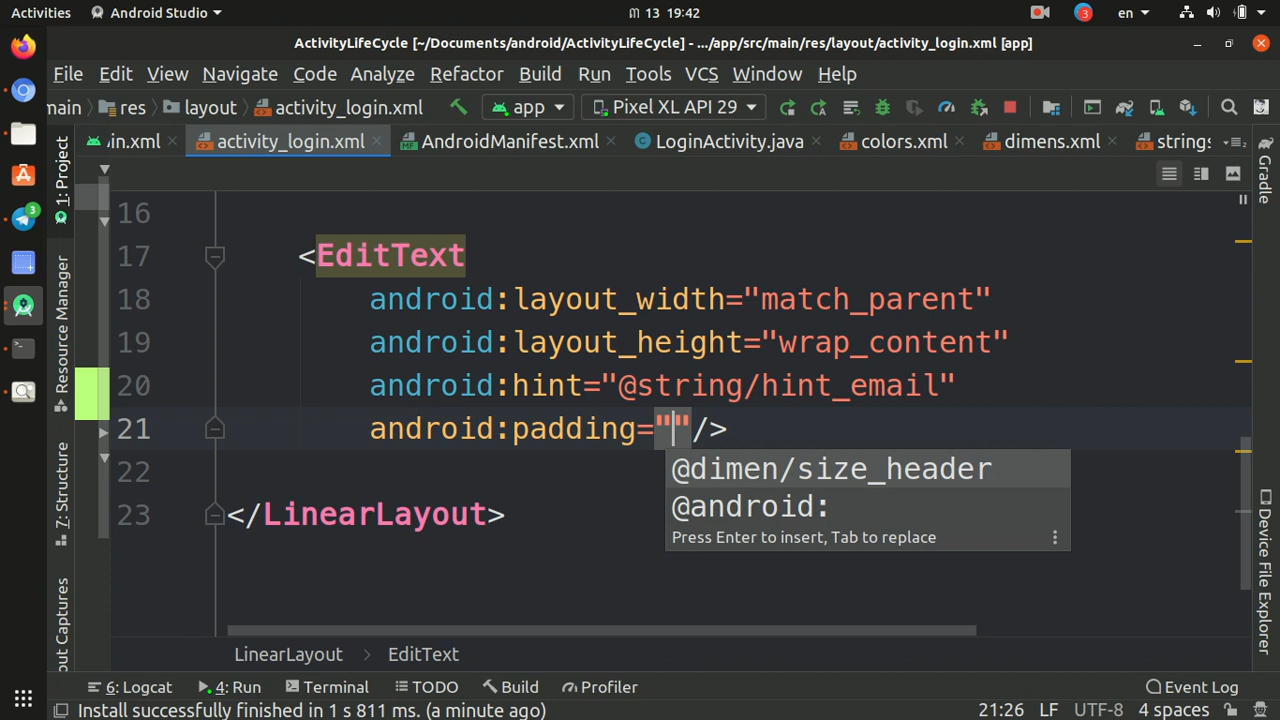 Activities Android Studio ต 13 19:42 3 en
ActivityLifeCycle [~/Documents/android/ActivityLifeCycle] - .../app/src/main/res/layout/activity_login.xml [app]
File Edit View Navigate Code Analyze Refactor Build Run Tools VCS Window Help
main res layout activity_login.xml app Pixel XL API 29
in.xml activity_login.xml AndroidManifest.xml LoginActivity.java colors.xml dimens.xml strings
1: Project
Resource Manager
7: Structure
out Captures
Gradle
Device File Explorer
3
16
17 <EditText
18 android:layout_width="match_parent"
19 android:layout_height="wrap_content"
20 android:hint="@string/hint_email"
21 android:padding=""/>
@dimen/size_header
22 @android:
23 </LinearLayout>
Press Enter to insert, Tab to replace
LinearLayout > EditText
6: Logcat 4: Run Terminal TODO Build Profiler Event Log
Install successfully finished in 1 s 811 ms. (a minute ago) 21:26 LF UTF-8 4 spaces